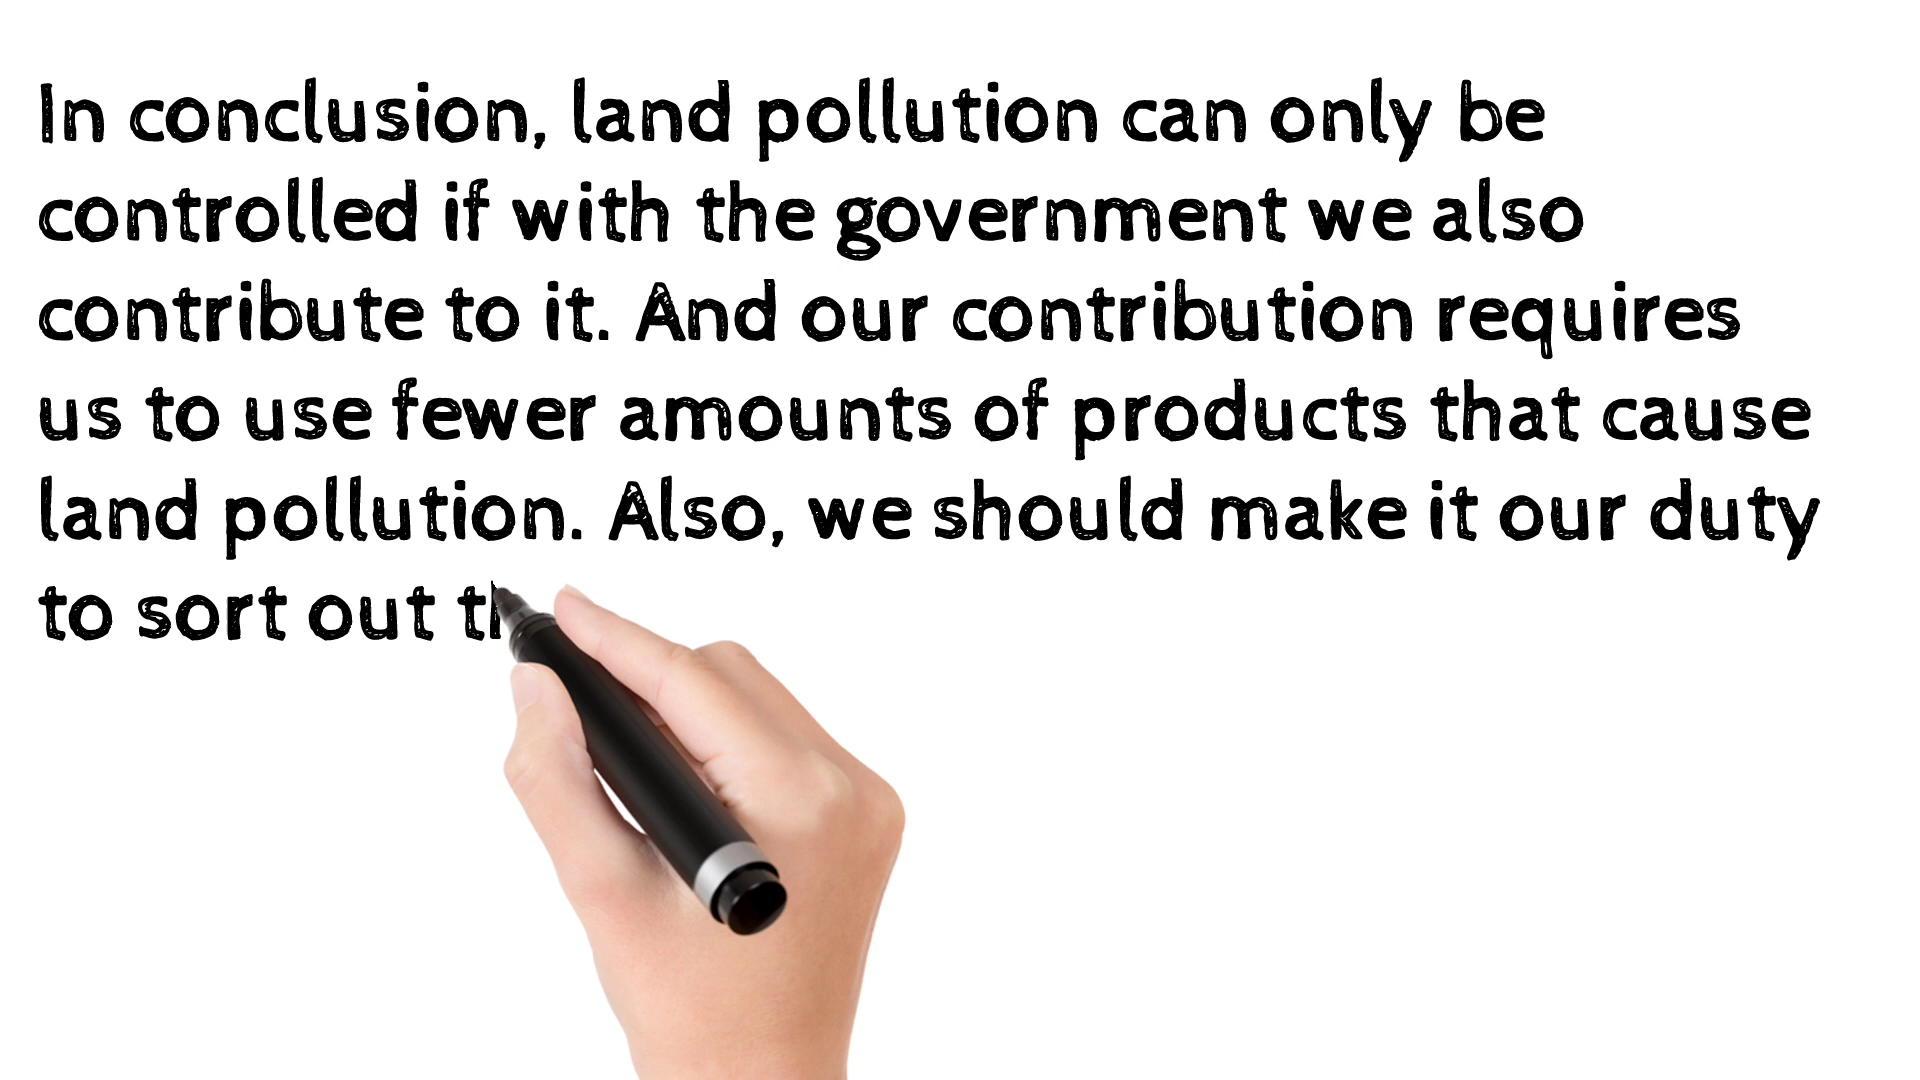 In conclusion, land pollution can only be
controlled if with the government we also
contribute to it. And our contribution requires
us to use fewer amounts of products that cause
land pollution. Also, we should make it our duty
to sort out